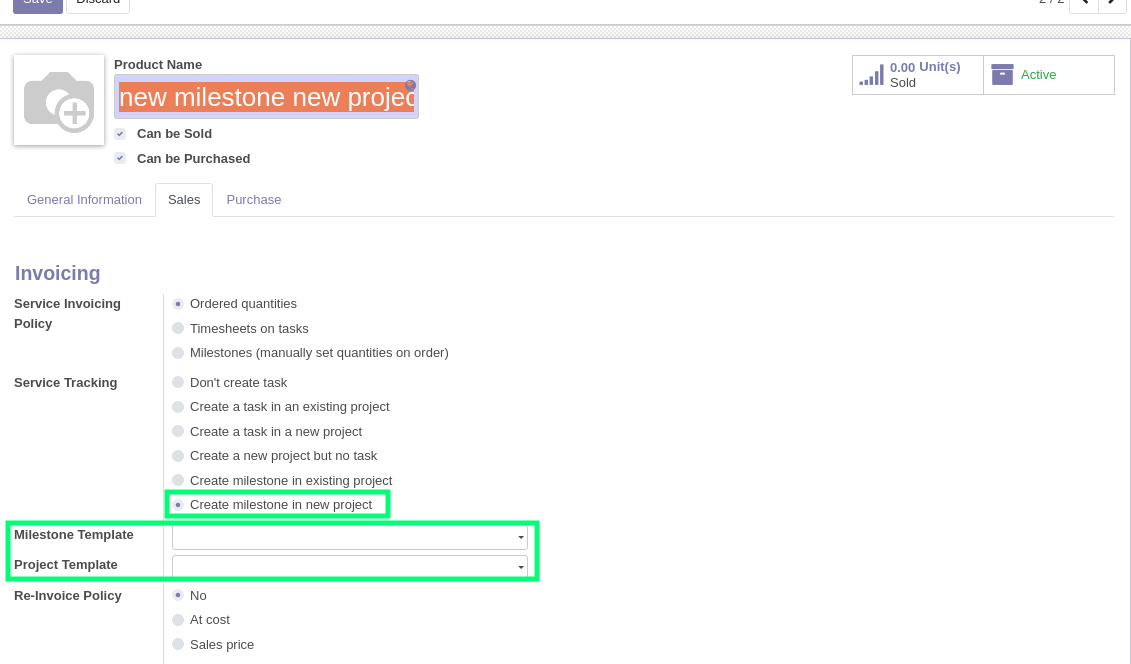 Save Discard 2 / 2
Product Name
new milestone new projec
0.00 Unit(s)
Sold
Active
Can be Sold
Can be Purchased
General Information Sales Purchase
Invoicing
Service Invoicing Policy
Ordered quantities
Timesheets on tasks
Milestones (manually set quantities on order)
Service Tracking
Don't create task
Create a task in an existing project
Create a task in a new project
Create a new project but no task
Create milestone in existing project
Create milestone in new project
Milestone Template
Project Template
Re-Invoice Policy
No
At cost
Sales price